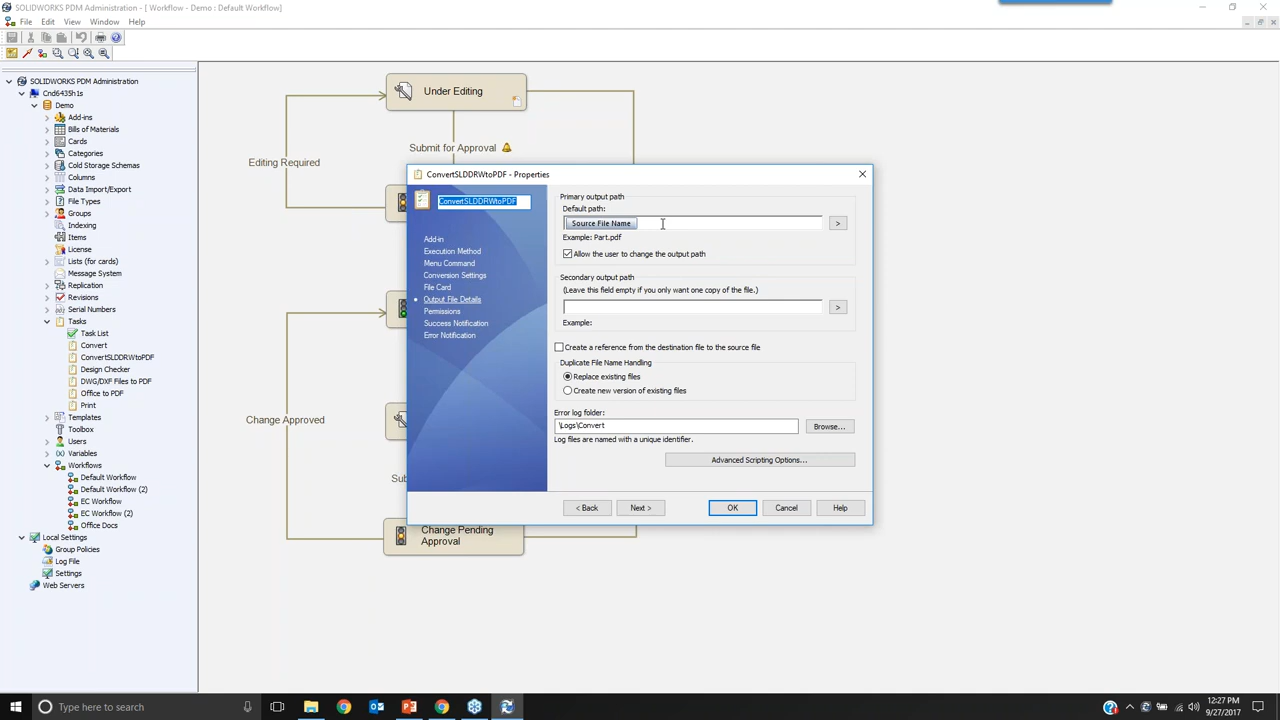 SOLIDWORKS PDM Administration - [ Workflow - Demo : Default Workflow]
File Edit View Window Help
SOLIDWORKS PDM Administration
Cnd6435h1s
Demo
Add-ins
Bills of Materials
Cards
Categories
Cold Storage Schemas
Columns
Data Import/Export
File Types
Groups
Indexing
Items
License
Lists (for cards)
Message System
Replication
Revisions
Serial Numbers
Tasks
Task List
Convert
ConvertSLDDRWtoPDF
Design Checker
DWG/DXF Files to PDF
Office to PDF
Print
Templates
Toolbox
Users
Variables
Workflows
Default Workflow
Default Workflow (2)
EC Workflow
EC Workflow (2)
Office Docs
Local Settings
Group Policies
Log File
Settings
Web Servers
Under Editing
Submit for Approval
Editing Required
Change Approved
Su
Change Pending
Approval
ConvertSLDDRWtoPDF - Properties
ConvertSLDDRWtoPDF
Add-in
Execution Method
Menu Command
Conversion Settings
File Card
Output File Details
Permissions
Success Notification
Error Notification
Primary output path
Default path:
Source File Name
>
Example: Part.pdf
Allow the user to change the output path
Secondary output path
(Leave this field empty if you only want one copy of the file.)
>
Example:
Create a reference from the destination file to the source file
Duplicate File Name Handling
Replace existing files
Create new version of existing files
Error log folder:
\Logs\Convert
Browse...
Log files are named with a unique identifier.
Advanced Scripting Options...
< Back
Next >
OK
Cancel
Help
Type here to search
12:27 PM
9/27/2017